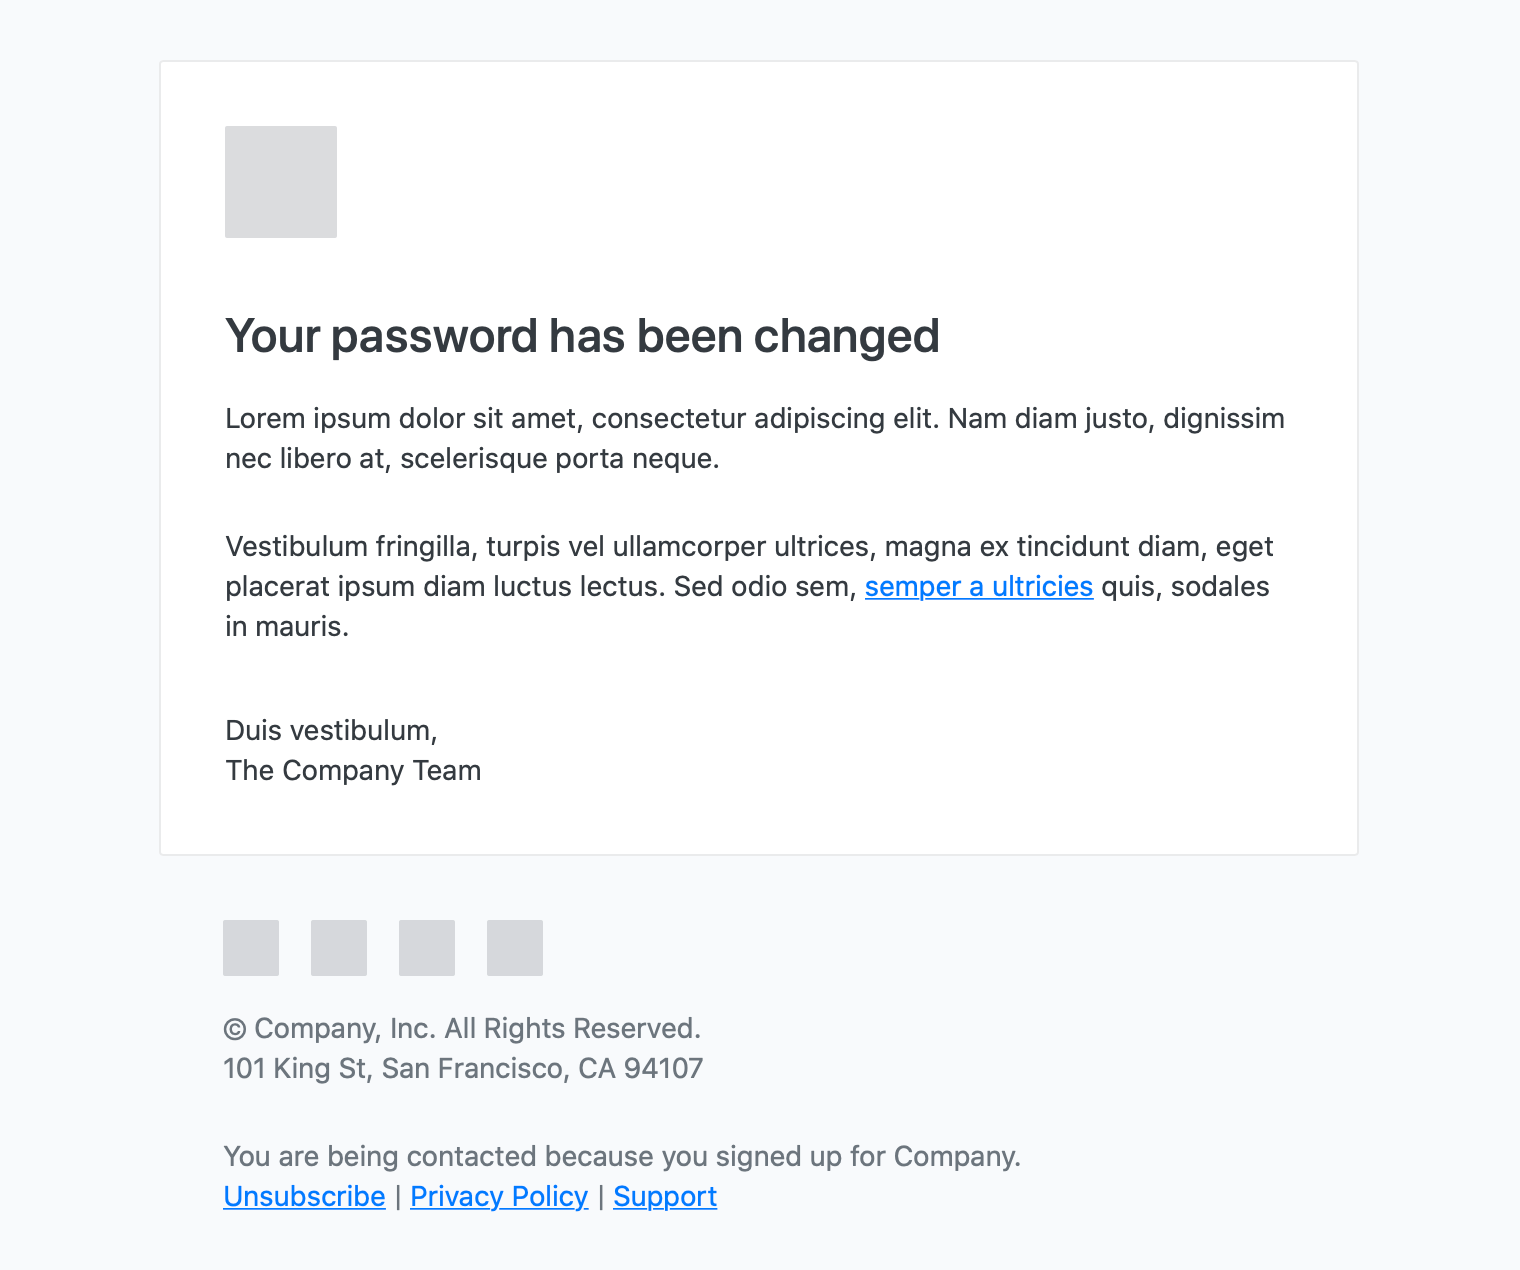 Your password has been changed
Lorem ipsum dolor sit amet, consectetur adipiscing elit. Nam diam justo, dignissim
nec libero at, scelerisque porta neque.
Vestibulum fringilla, turpis vel ullamcorper ultrices, magna ex tincidunt diam, eget
placerat ipsum diam luctus lectus. Sed odio sem, semper a ultricies quis, sodales
in mauris.
Duis vestibulum,
The Company Team
© Company, Inc. All Rights Reserved.
101 King St, San Francisco, CA 94107
You are being contacted because you signed up for Company.
Unsubscribe | Privacy Policy | Support